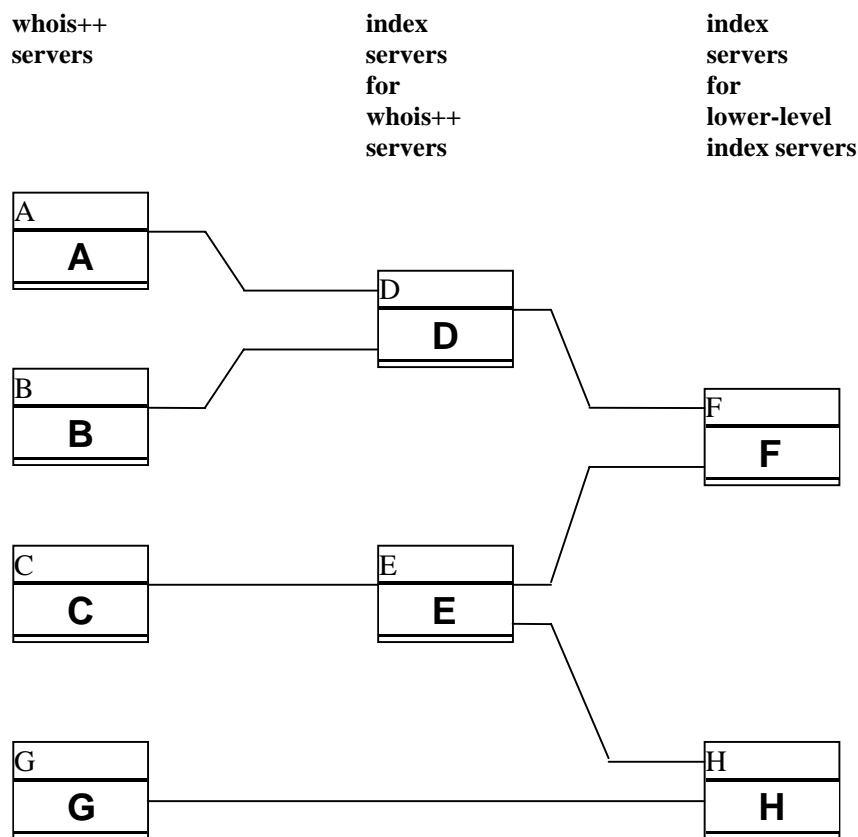 whois++
servers
index
servers
for
whois++
servers
index
servers
for
lower-level
index servers
A
A
D
D
B
B
F
F
C
C
E
E
G
G
H
H